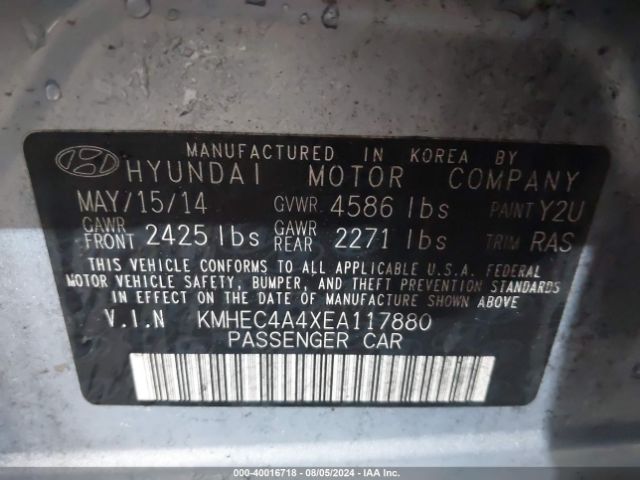 MANUFACTURED IN KOREA BY
HYUNDAI MOTOR COMPANY
MAY/15/14 GVWR 4586 lbs PAINT Y2U
GAWR FRONT 2425 lbs GAWR REAR 2271 lbs TRIM RAS
THIS VEHICLE CONFORMS TO ALL APPLICABLE U.S.A. FEDERAL
MOTOR VEHICLE SAFETY, BUMPER, AND THEFT PREVENTION STANDARDS
IN EFFECT ON THE DATE OF MANUFACTURE SHOWN ABOVE
V.I.N KMHEC4A4XEA117880
PASSENGER CAR
000-40016718 - 08/05/2024 - IAA Inc.